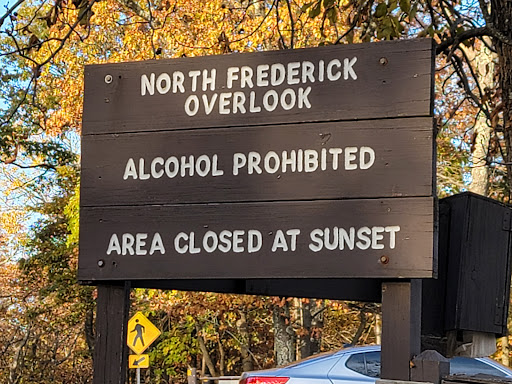 NORTH FREDERICK
OVERLOOK
ALCOHOL PROHIBITED
AREA CLOSED AT SUNSET